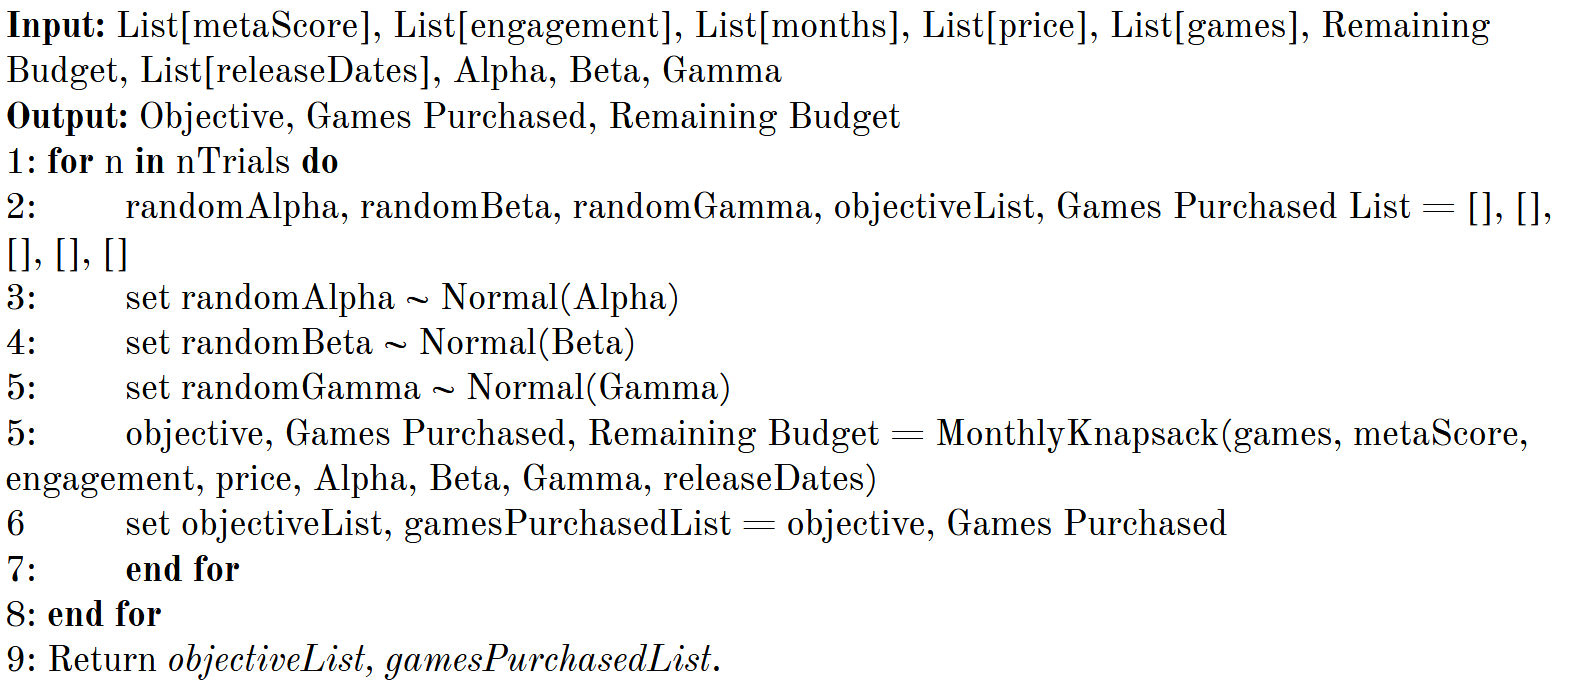 Input: List[metaScore], List[engagement], List[months], List[price], List[games], Remaining
Budget, List[releaseDates], Alpha, Beta, Gamma
Output: Objective, Games Purchased, Remaining Budget
1: for n in nTrials do
2: randomAlpha, randomBeta, randomGamma, objectiveList, Games Purchased List = [], [],
[], [], []
3: set randomAlpha ~ Normal(Alpha)
4: set randomBeta ~ Normal(Beta)
5: set randomGamma ~ Normal(Gamma)
5: objective, Games Purchased, Remaining Budget = MonthlyKnapsack(games, metaScore,
engagement, price, Alpha, Beta, Gamma, releaseDates)
6 set objectiveList, gamesPurchasedList = objective, Games Purchased
7: end for
8: end for
9: Return objectiveList, gamesPurchasedList.